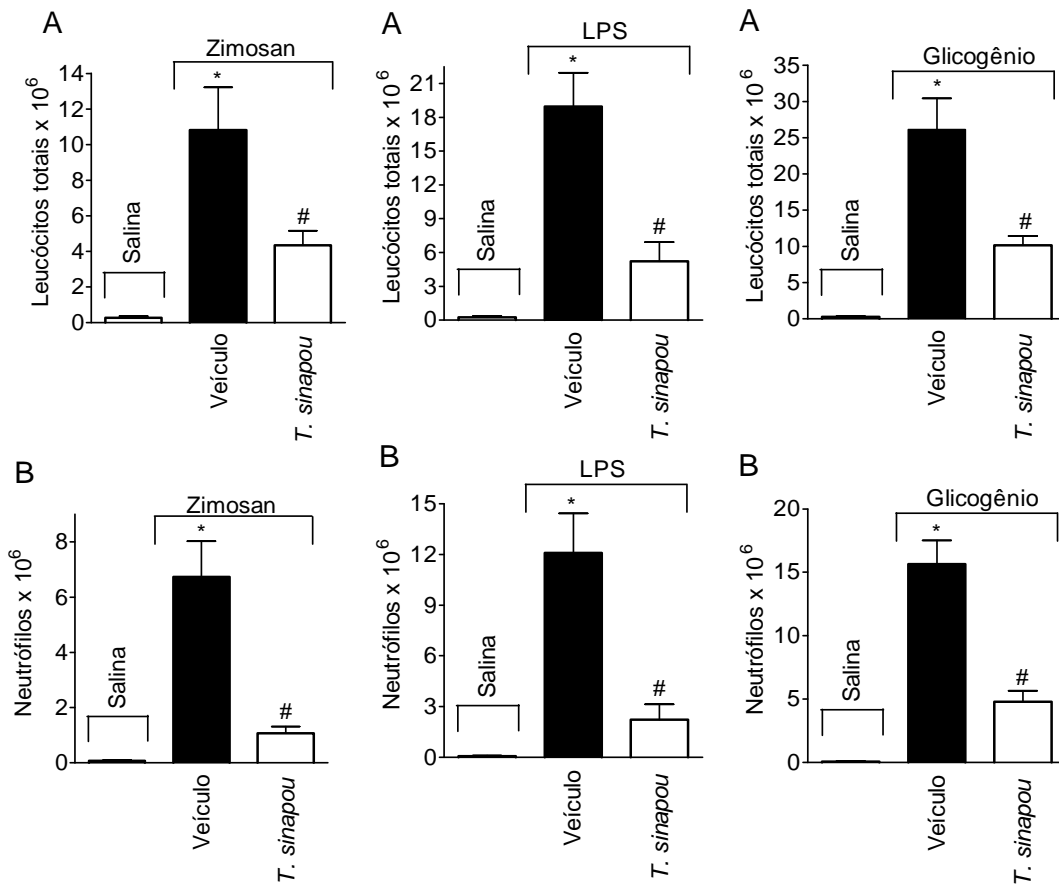 A
Zimosan
14
12
10
8
6
4
2
0
Leucócitos totais x 10⁶
*
#
Salina
Veículo
T. sinapou
A
LPS
21
18
15
12
9
6
3
0
Leucócitos totais x 10⁶
*
#
Salina
Veículo
T. sinapou
A
Glicogênio
35
30
25
20
15
10
5
0
Leucócitos totais x 10⁶
*
#
Salina
Veículo
T. sinapou
B
Zimosan
8
6
4
2
0
Neutrófilos x 10⁶
*
#
Salina
Veículo
T. sinapou
B
LPS
15
12
9
6
3
0
Neutrófilos x 10⁶
*
#
Salina
Veículo
T. sinapou
B
Glicogênio
20
15
10
5
0
Neutrófilos x 10⁶
*
#
Salina
Veículo
T. sinapou